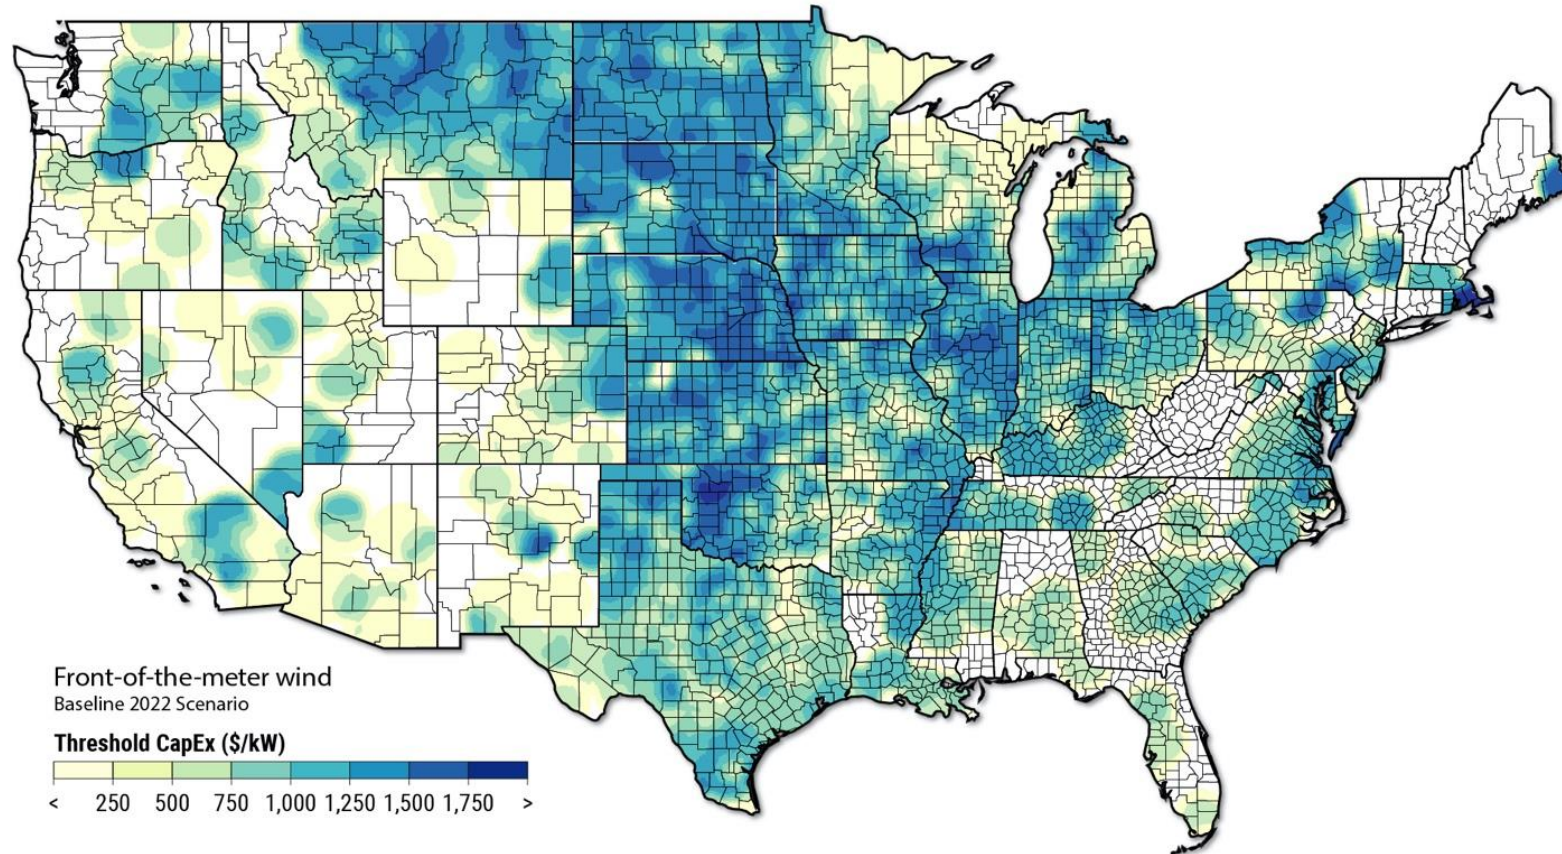 Front-of-the-meter wind
Baseline 2022 Scenario
Threshold CapEx ($/kW)
< 250 500 750 1,000 1,250 1,500 1,750 >